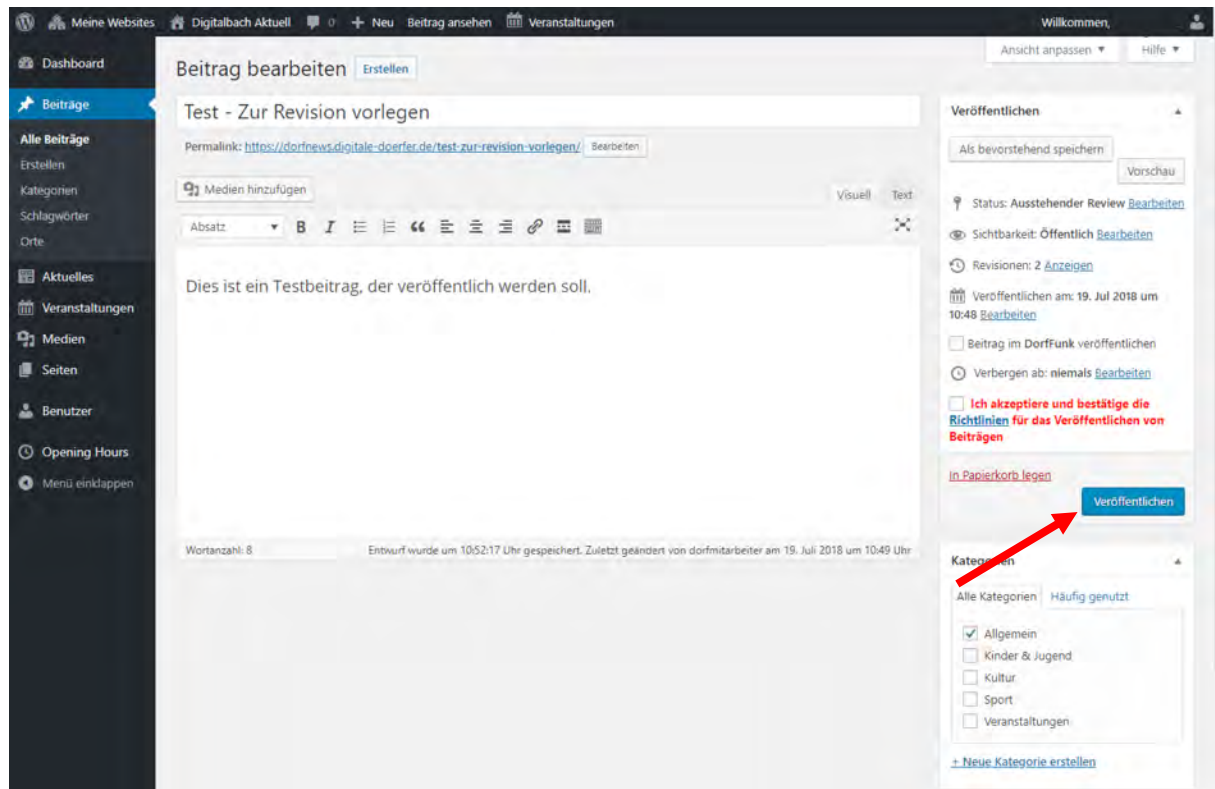 Meine Websites Digitalbach Aktuell 0 + Neu Beitrag ansehen Veranstaltungen Willkommen,
Ansicht anpassen Hilfe
Dashboard
Beiträge
Alle Beiträge
Erstellen
Kategorien
Schlagwörter
Orte
Aktuelles
Veranstaltungen
Medien
Seiten
Benutzer
Opening Hours
Menü einklappen
Beitrag bearbeiten Erstellen
Test - Zur Revision vorlegen
Permalink: https://dorfnews.digitale-doerfer.de/test-zur-revision-vorlegen/ Bearbeiten
Medien hinzufügen
Visuell Text
Absatz B I
Dies ist ein Testbeitrag, der veröffentlich werden soll.
Wortanzahl: 8 Entwurf wurde um 10:52:17 Uhr gespeichert. Zuletzt geändert von dorfmitarbeiter am 19. Juli 2018 um 10:49 Uhr
Veröffentlichen
Als bevorstehend speichern
Vorschau
Status: Ausstehender Review Bearbeiten
Sichtbarkeit: Öffentlich Bearbeiten
Revisionen: 2 Anzeigen
Veröffentlichen am: 19. Jul 2018 um
10:48 Bearbeiten
Beitrag im DorfFunk veröffentlichen
Verbergen ab: niemals Bearbeiten
Ich akzeptiere und bestätige die
Richtlinien für das Veröffentlichen von
Beiträgen
In Papierkorb legen
Veröffentlichen
Kategorien
Alle Kategorien Häufig genutzt
Allgemein
Kinder & Jugend
Kultur
Sport
Veranstaltungen
+ Neue Kategorie erstellen